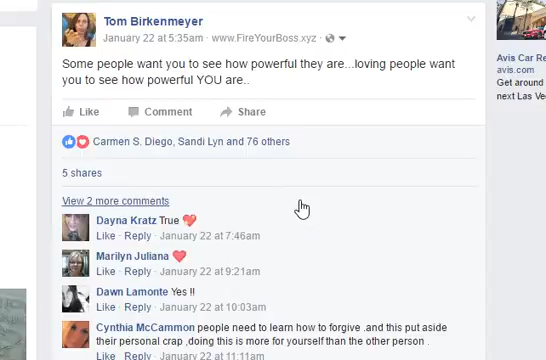 Tom Birkenmeyer
January 22 at 5:35am · www.FireYourBoss.xyz ·
Some people want you to see how powerful they are...loving people want
you to see how powerful YOU are..
Like Comment Share
Carmen S. Diego, Sandi Lyn and 76 others
5 shares
View 2 more comments
Dayna Kratz True
Like · Reply · January 22 at 7:46am
Marilyn Juliana
Like · Reply · January 22 at 9:21am
Dawn Lamonte Yes !!
Like · Reply · January 22 at 10:03am
Cynthia McCammon people need to learn how to forgive .and this put aside
their personal crap ,doing this is more for yourself than the other person .
Like · Reply · January 22 at 11:11am
Avis Car Re
avis.com
Get around
next Las Ve